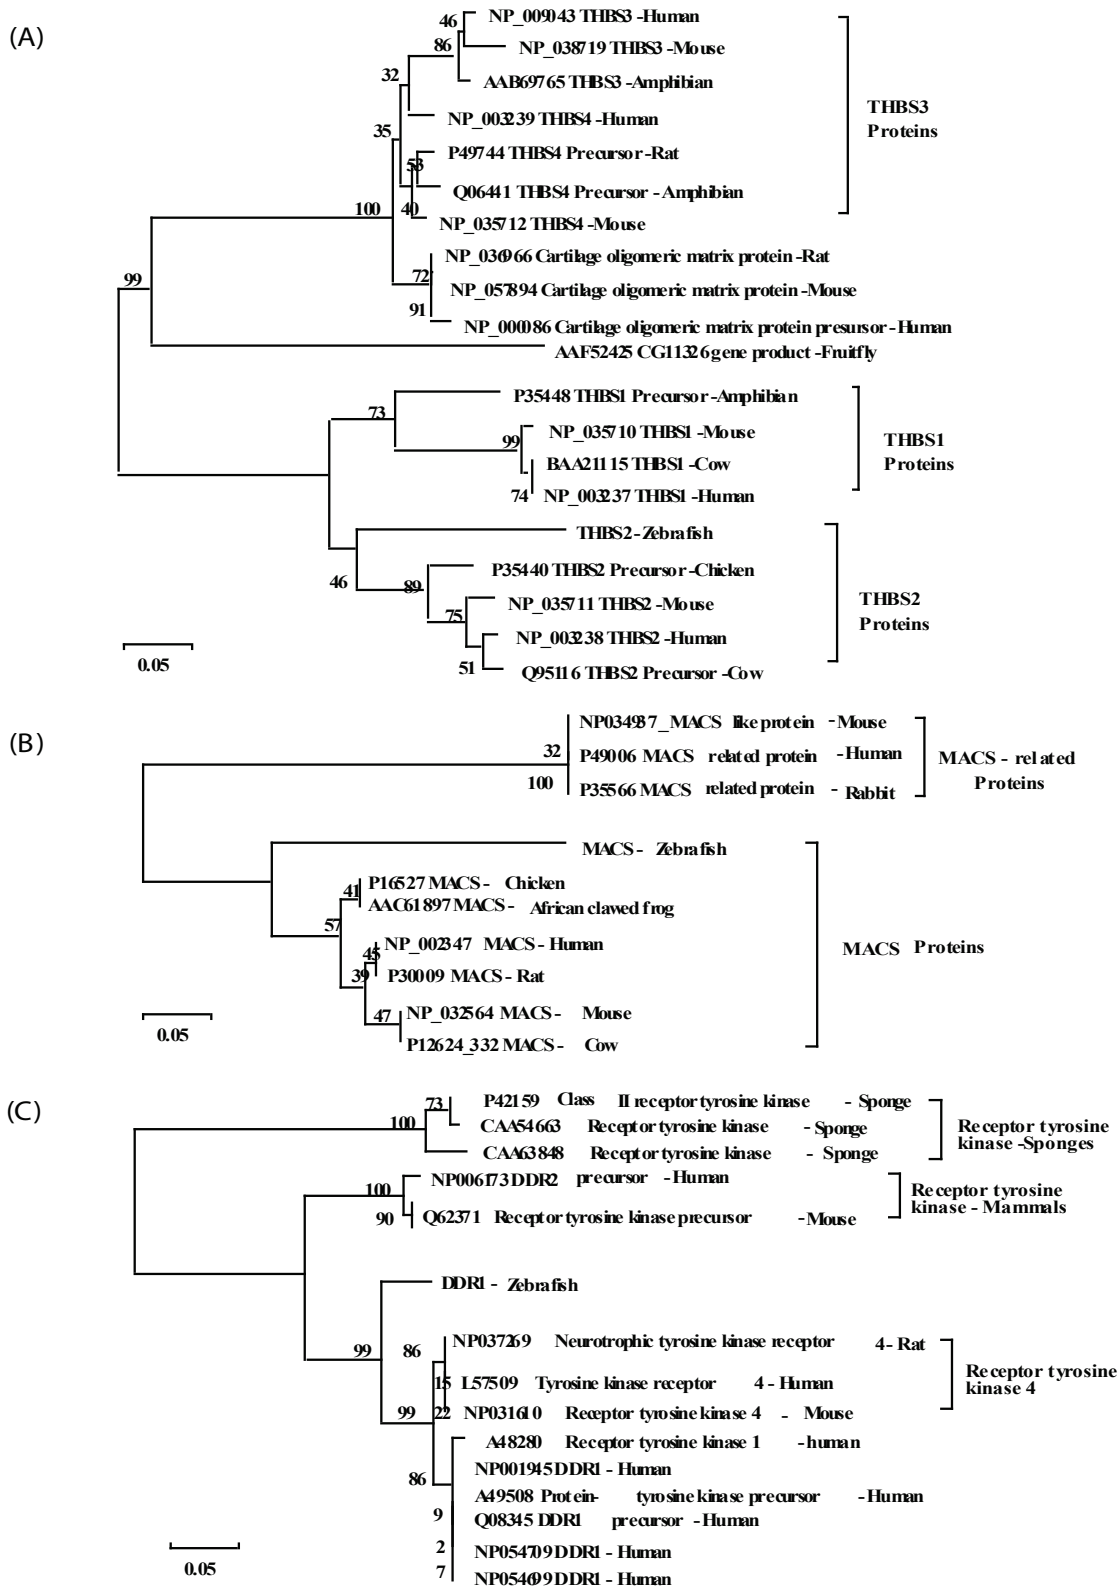 (A)
46
NP_009043 THBS3-Human
86
NP_038719 THBS3-Mouse
AAB69765 THBS3-Amphibian
32
NP_003239 THBS4-Human
THBS3
Proteins
35
P49744 THBS4 Precursor-Rat
53
Q06441 THBS4 Precursor-Amphibian
100
40
NP_035712 THBS4-Mouse
NP_036966 Cartilage oligomeric matrix protein-Rat
99
72
NP_057894 Cartilage oligomeric matrix protein-Mouse
91
NP_000086 Cartilage oligomeric matrix protein presursor-Human
AAF52425 CG11326 gene product-Fruitfly
P35448 THBS1 Precursor-Amphibian
73
NP_035710 THBS1-Mouse
99
THBS1
Proteins
BAA21115 THBS1-Cow
74
NP_003237 THBS1-Human
THBS2-Zebrafish
P35440 THBS2 Precursor-Chicken
46
89
NP_035711 THBS2-Mouse
75
THBS2
Proteins
NP_003238 THBS2-Human
51
Q95116 THBS2 Precursor-Cow
0.05
(B)
NP034937_MACS like protein - Mouse
32
P49006 MACS related protein - Human
MACS - related
Proteins
100
P35566 MACS related protein - Rabbit
MACS - Zebrafish
41
P16527 MACS - Chicken
AAC61897 MACS - African clawed frog
57
NP_002347 MACS - Human
45
MACS Proteins
39
P30009 MACS - Rat
47
NP_032564 MACS - Mouse
0.05
P12624_332 MACS - Cow
(C)
73
P42159 Class II receptor tyrosine kinase - Sponge
100
CAA54663 Receptor tyrosine kinase - Sponge
Receptor tyrosine
kinase -Sponges
CAA63848 Receptor tyrosine kinase - Sponge
NP006173 DDR2 precursor - Human
100
Receptor tyrosine
kinase - Mammals
90
Q62371 Receptor tyrosine kinase precursor - Mouse
DDR1 - Zebrafish
99
86
NP037269 Neurotrophic tyrosine kinase receptor 4 - Rat
15
L57509 Tyrosine kinase receptor 4 - Human
Receptor tyrosine
kinase 4
99
22
NP031610 Receptor tyrosine kinase 4 - Mouse
A48280 Receptor tyrosine kinase 1 - human
86
NP001945 DDR1 - Human
A49508 Protein- tyrosine kinase precursor - Human
9
Q08345 DDR1 precursor - Human
2
NP054709 DDR1 - Human
0.05
7
NP054699 DDR1 - Human